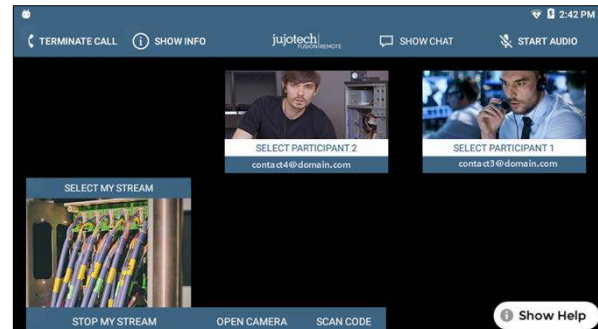 2:42 PM
TERMINATE CALL
SHOW INFO
jujotech
FUSION|REMOTE
SHOW CHAT
START AUDIO
SELECT PARTICIPANT 2
contact4@domain.com
SELECT PARTICIPANT 1
contact3@domain.com
SELECT MY STREAM
STOP MY STREAM
OPEN CAMERA
SCAN CODE
Show Help